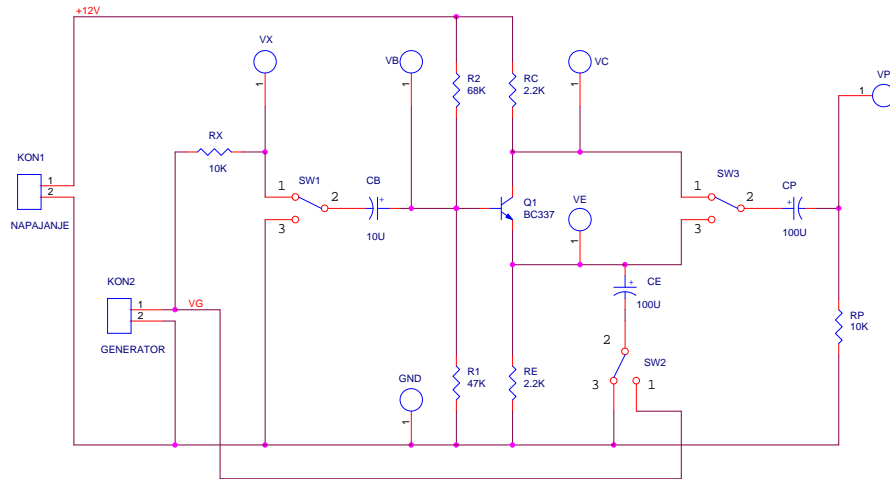 +12V
VX
VB
VC
VP
1
1
1
1
R2
68K
RC
2.2K
RX
10K
KON1
1
2
NAPAJANJE
1
SW1
2
3
CB
+
10U
Q1
BC337
VE
1
SW3
1
2
3
CP
+
100U
KON2
1
2
GENERATOR
VG
CE
+
100U
RP
10K
2
SW2
3
1
GND
1
R1
47K
RE
2.2K